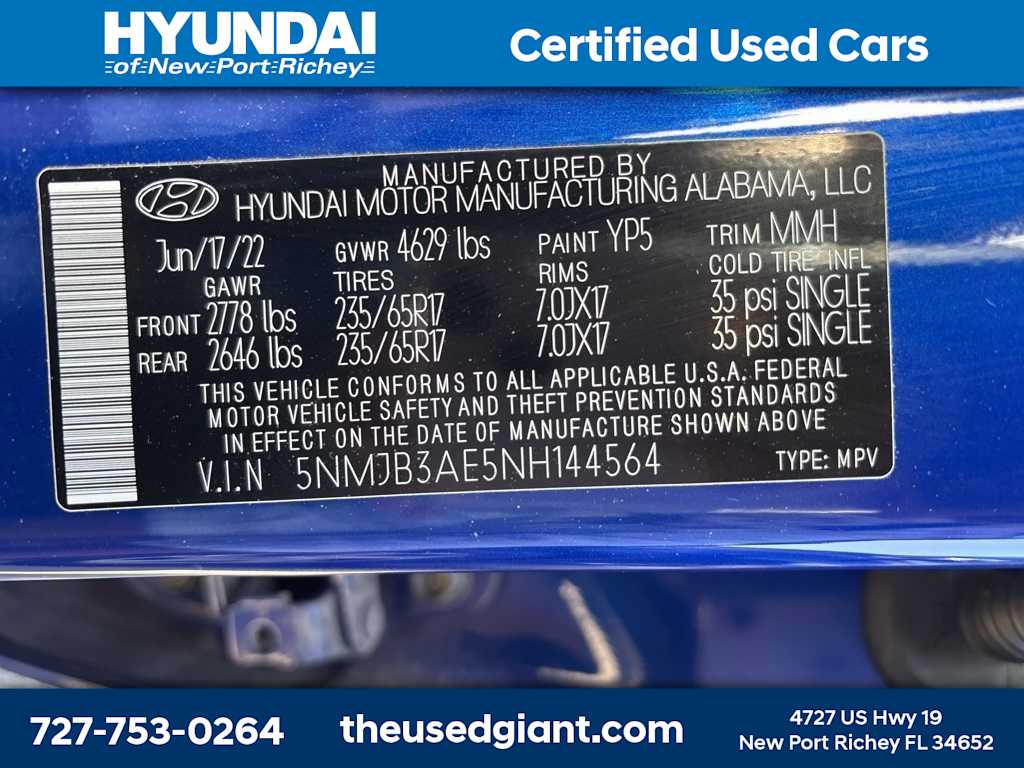 HYUNDAI
of New Port Richey
Certified Used Cars
MANUFACTURED BY
HYUNDAI MOTOR MANUFACTURING ALABAMA, LLC
Jun/17/22 GVWR 4629 lbs PAINT YP5 TRIM MMH
GAWR TIRES RIMS COLD TIRE INFL
FRONT 2778 lbs 235/65R17 7.0JX17 35 psi SINGLE
REAR 2646 lbs 235/65R17 7.0JX17 35 psi SINGLE
THIS VEHICLE CONFORMS TO ALL APPLICABLE U.S.A. FEDERAL
MOTOR VEHICLE SAFETY AND THEFT PREVENTION STANDARDS
IN EFFECT ON THE DATE OF MANUFACTURE SHOWN ABOVE
V.I.N 5NMJB3AE5NH144564 TYPE: MPV
727-753-0264
theusedgiant.com
4727 US Hwy 19
New Port Richey FL 34652